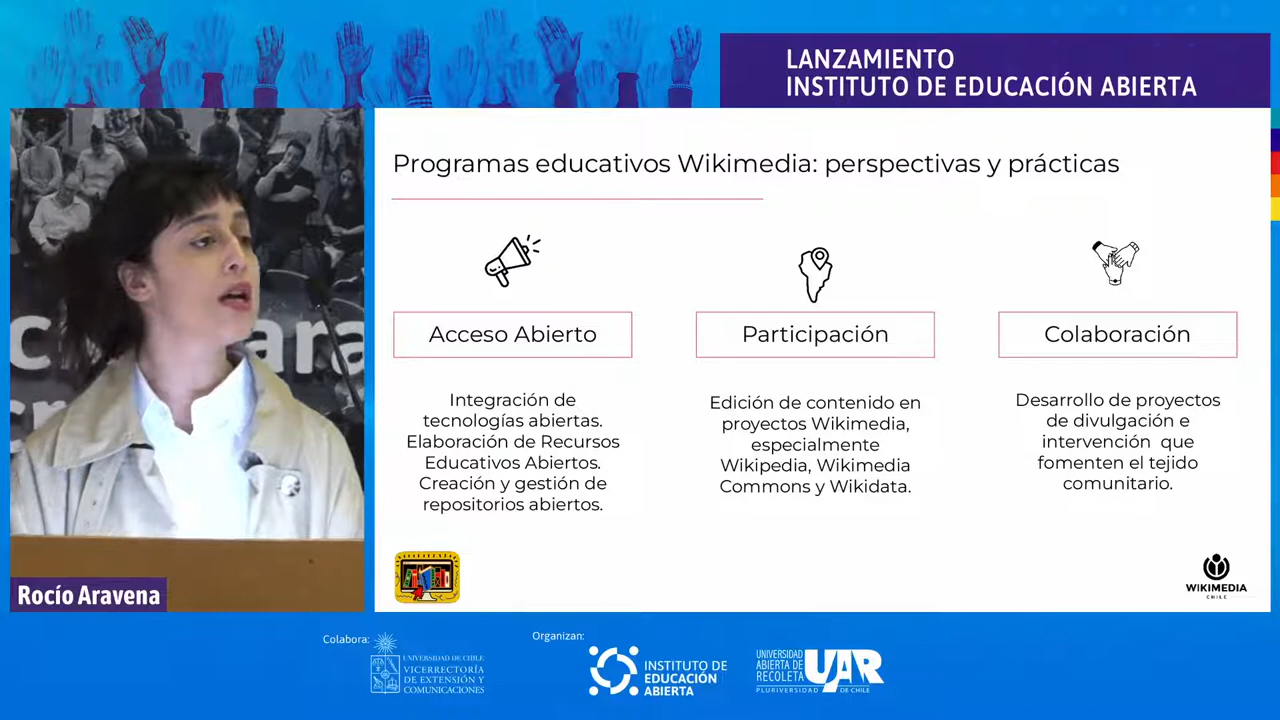 LANZAMIENTO
INSTITUTO DE EDUCACIÓN ABIERTA
Programas educativos Wikimedia: perspectivas y prácticas
Acceso Abierto
Integración de
tecnologías abiertas.
Elaboración de Recursos
Educativos Abiertos.
Creación y gestión de
repositorios abiertos.
Participación
Edición de contenido en
proyectos Wikimedia,
especialmente
Wikipedia, Wikimedia
Commons y Wikidata.
Colaboración
Desarrollo de proyectos
de divulgación e
intervención que
fomenten el tejido
comunitario.
WIKIMEDIA
CHILE
Rocío Aravena
Colabora:
UNIVERSIDAD DE CHILE
VICERRECTORÍA
DE EXTENSIÓN Y
COMUNICACIONES
Organizan:
INSTITUTO DE
EDUCACIÓN
ABIERTA
UNIVERSIDAD
ABIERTA DE
RECOLETA
UAR
PLURIVERSIDAD DE CHILE